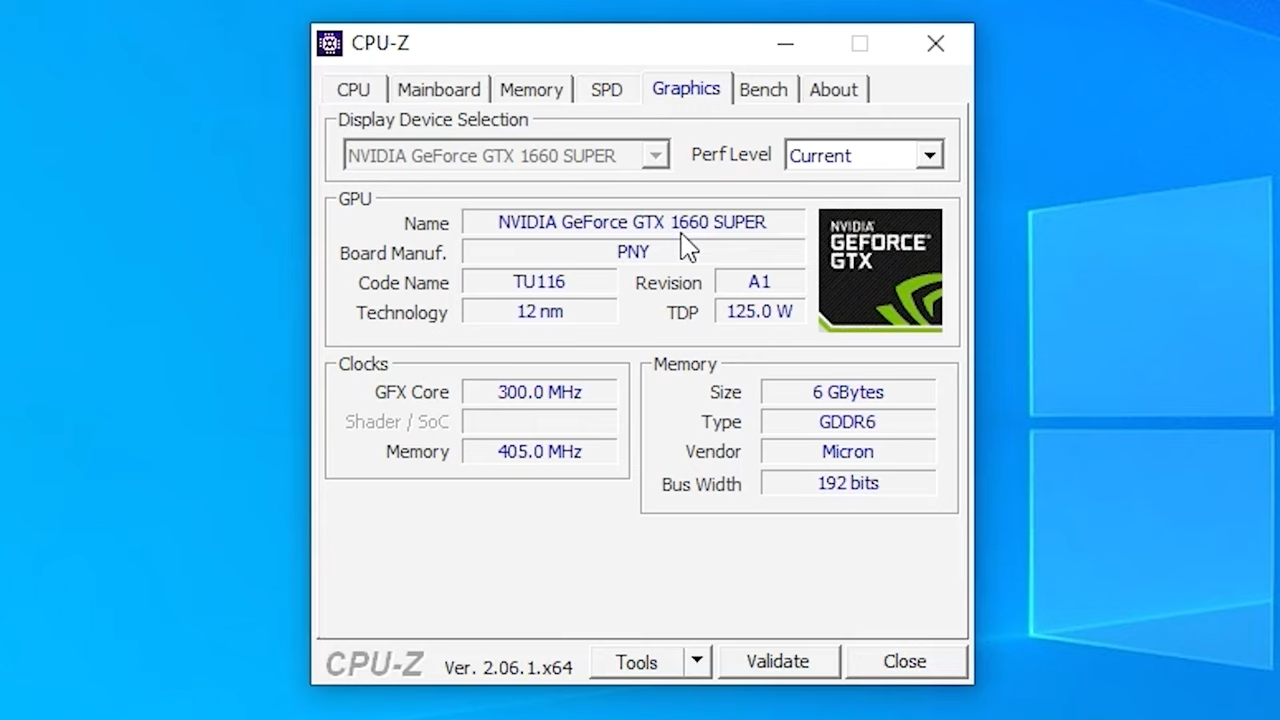 CPU-Z
CPU Mainboard Memory SPD Graphics Bench About
Display Device Selection
NVIDIA GeForce GTX 1660 SUPER Perf Level Current
GPU
Name NVIDIA GeForce GTX 1660 SUPER
Board Manuf. PNY
Code Name TU116 Revision A1
Technology 12 nm TDP 125.0 W
NVIDIA
GEFORCE
GTX
Clocks
GFX Core 300.0 MHz
Shader / SoC
Memory 405.0 MHz
Memory
Size 6 GBytes
Type GDDR6
Vendor Micron
Bus Width 192 bits
CPU-Z Ver. 2.06.1.x64 Tools Validate Close